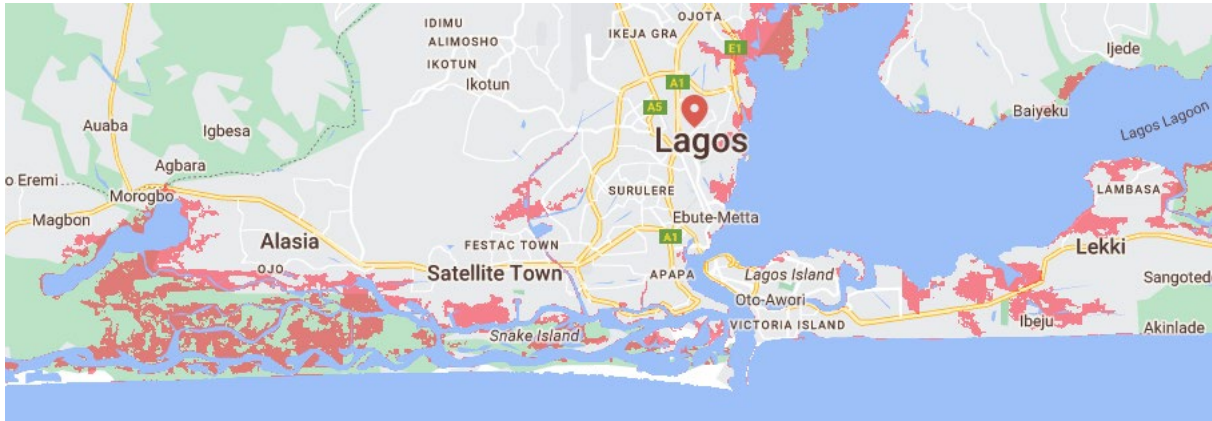 IDIMU
ALIMOSHO
IKOTUN
Ikotun
IKEJA GRA
OJOTA
E1
A1
A5
Lagos
Ijede
Baiyeku
Lagos Lagoon
Auaba
Igbesa
Agbara
o Eremi
Morogbo
Magbon
SURULERE
Ebute-Metta
LAMBASA
Alasia
FESTAC TOWN
A1
Lekki
OJO
Satellite Town
APAPA
Lagos Island
Sangotedo
Oto-Awori
Snake Island
VICTORIA ISLAND
Ibeju
Akinlade